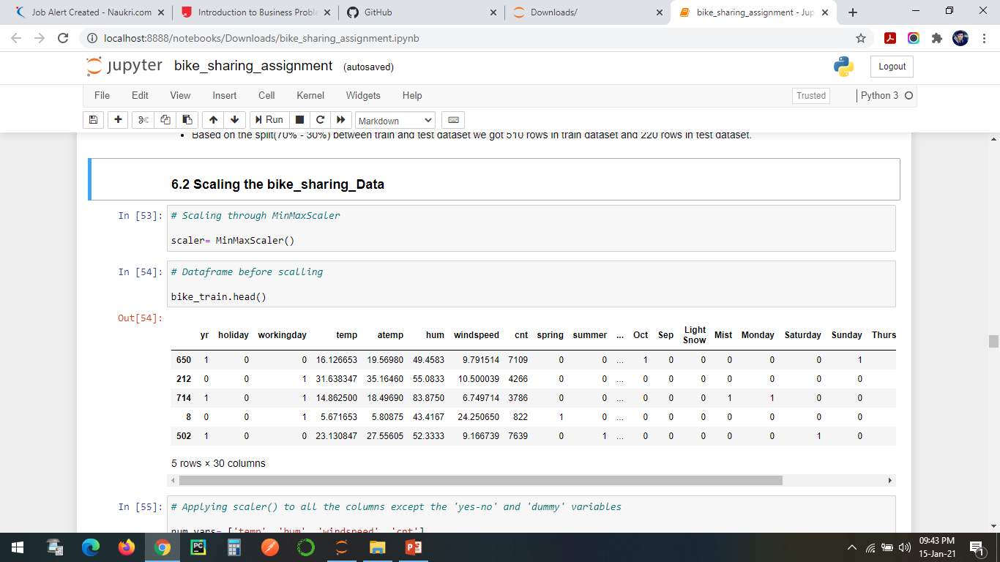 Job Alert Created - Naukri.com
Introduction to Business Proble
GitHub
Downloads/
bike_sharing_assignment - Jup
localhost:8888/notebooks/Downloads/bike_sharing_assignment.ipynb
jupyter bike_sharing_assignment (autosaved)
Logout
File Edit View Insert Cell Kernel Widgets Help
Trusted Python 3
Run Markdown
Based on the split(70% - 30%) between train and test dataset we got 510 rows in train dataset and 220 rows in test dataset.
6.2 Scaling the bike_sharing_Data
In [53]: # Scaling through MinMaxScaler
scaler= MinMaxScaler()
In [54]: # Dataframe before scalling
bike_train.head()
Out[54]:
yr holiday workingday temp atemp hum windspeed cnt spring summer ... Oct Sep Light Snow Mist Monday Saturday Sunday Thurs
650 1 0 0 16.126653 19.56980 49.4583 9.791514 7109 0 0 ... 1 0 0 0 0 0 1
212 0 0 1 31.638347 35.16460 55.0833 10.500039 4266 0 0 ... 0 0 0 0 0 0 0
714 1 0 1 14.862500 18.49690 83.8750 6.749714 3786 0 0 ... 0 0 0 1 1 0 0
8 0 0 1 5.671653 5.80875 43.4167 24.250650 822 1 0 ... 0 0 0 0 0 0 0
502 1 0 0 23.130847 27.55605 52.3333 9.166739 7639 0 1 ... 0 0 0 0 0 1 0
5 rows × 30 columns
In [55]: # Applying scaler() to all the columns except the 'yes-no' and 'dummy' variables
num_vars= ['temp', 'hum', 'windspeed', 'cnt']
PC
09:43 PM
15-Jan-21
1